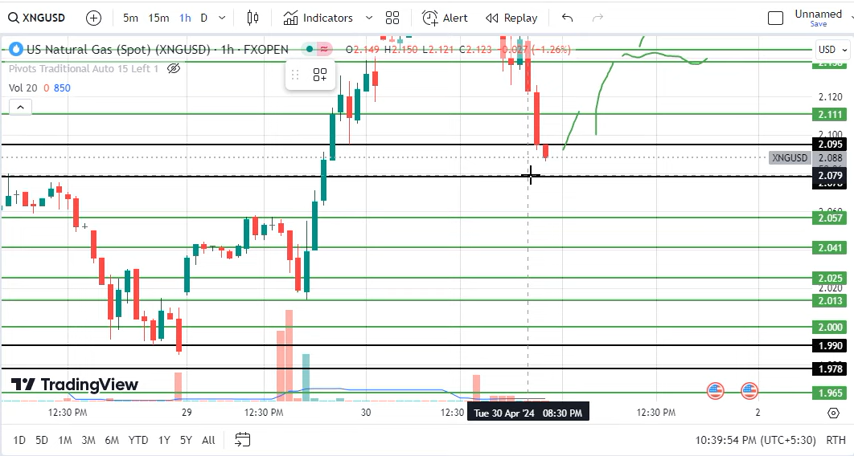 XNGUSD 5m 15m 1h D Indicators Alert Replay Unnamed
Save
US Natural Gas (Spot) (XNGUSD) · 1h · FXOPEN O2.149 H2.150 L2.121 C2.123 -0.027 (-1.26%) USD
Pivots Traditional Auto 15 Left 1
Vol 20 0 850
2.120
2.111
2.100
2.095
XNGUSD 2.088
2.079
2.057
2.041
2.025
2.020
2.013
2.000
1.990
1.978
TradingView
1.965
12:30 PM 29 12:30 PM 30 12:30 Tue 30 Apr '24 08:30 PM 12:30 PM 2
1D 5D 1M 3M 6M YTD 1Y 5Y All 10:39:54 PM (UTC+5:30) RTH